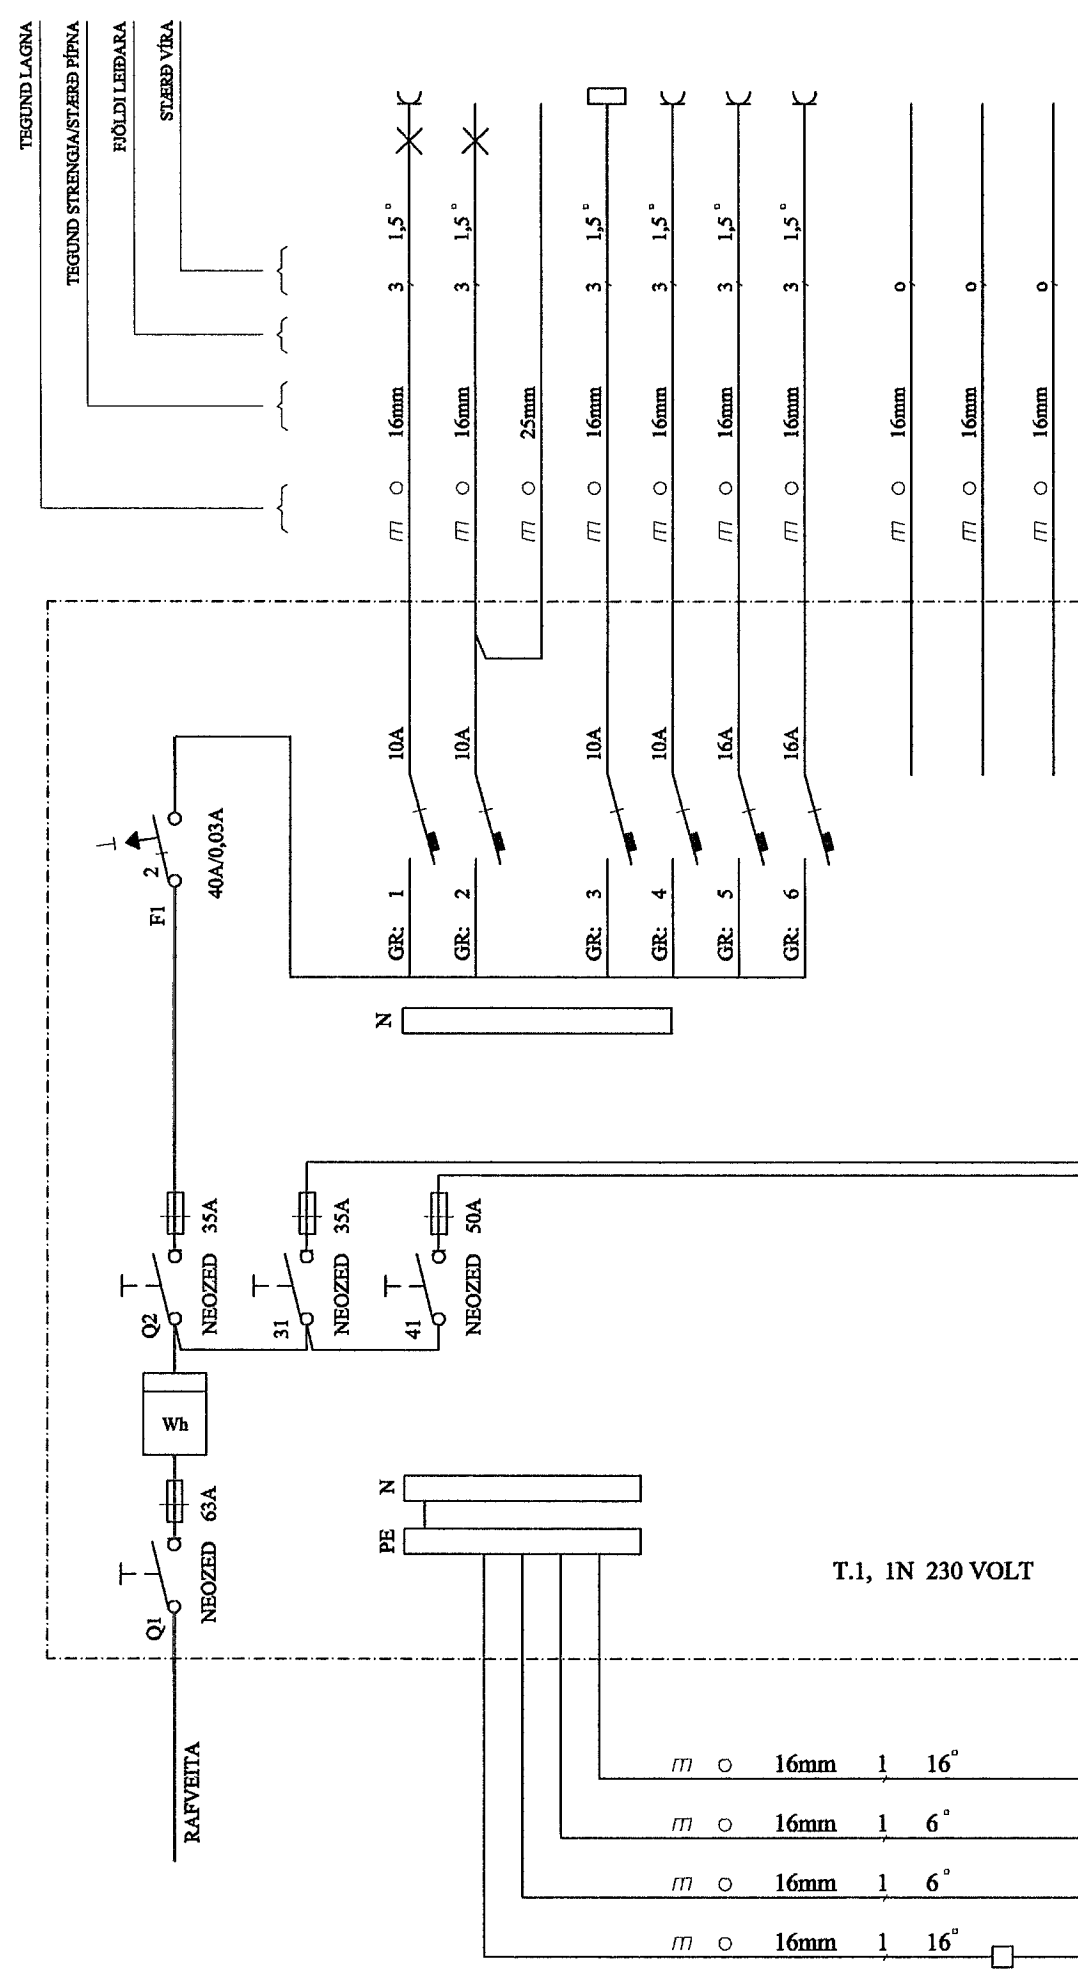 TEGUND LAGNA
TEGUND STRENGJA/STÆRÐ PÍPNA
FJÖLDI LEIÐARA
STÆRÐ VÍRA
GR: 1 10A m O 16mm 3 1,5▫
GR: 2 10A m O 16mm 3 1,5▫
m O 25mm
GR: 3 10A m O 16mm 3 1,5▫
GR: 4 10A m O 16mm 3 1,5▫
GR: 5 16A m O 16mm 3 1,5▫
GR: 6 16A m O 16mm 3 1,5▫
m O 16mm o
m O 16mm o
m O 16mm o
F1 2
40A/0,03A
N
Q2
NEOZED 35A
31
NEOZED 35A
41
NEOZED 50A
Wh
Q1
NEOZED 63A
RAFVEITA
N
PE
T.1, 1N 230 VOLT
m O 16mm 1 16▫
m O 16mm 1 6▫
m O 16mm 1 6▫
m O 16mm 1 16▫